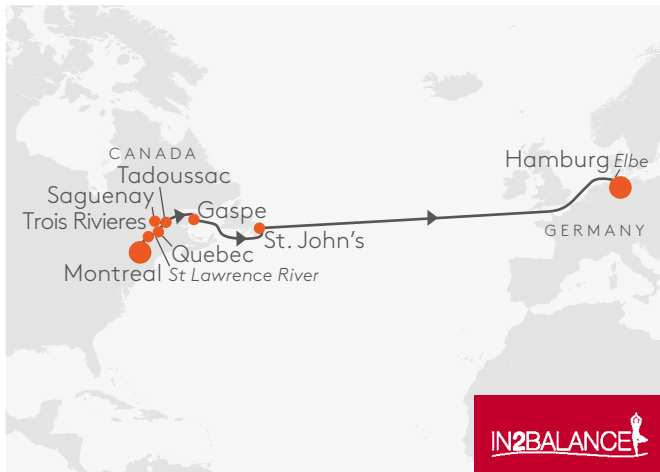 CANADA
Tadoussac
Saguenay
Trois Rivieres
Gaspe
Quebec
St. John's
Montreal St Lawrence River
Hamburg Elbe
GERMANY
IN2BALANCE